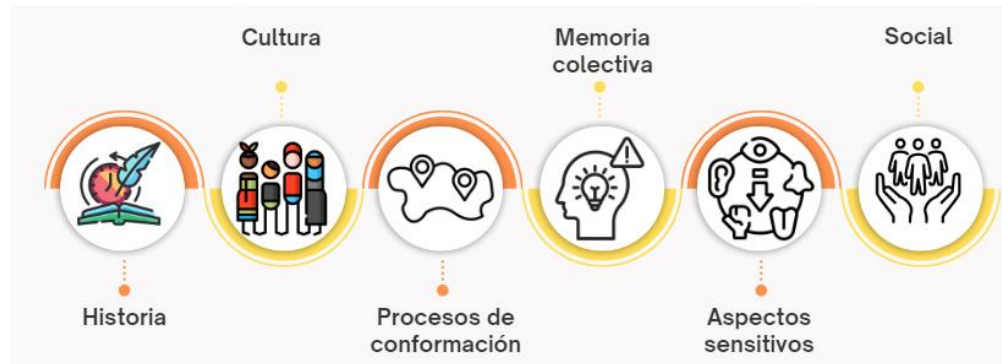 Cultura
Memoria
colectiva
Social
Historia
Procesos de
conformación
Aspectos
sensitivos